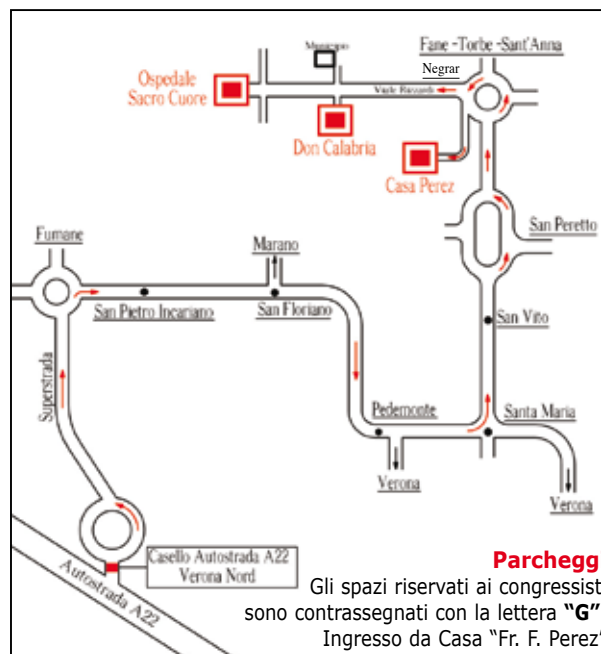 Municipio
Fane -Torbe -Sant'Anna
Negrar
Ospedale
Sacro Cuore
Viale Rizzardi
Don Calabria
Casa Perez
San Peretto
Fumane
Marano
San Pietro Incariano
San Floriano
San Vito
Superstrada
Pedemonte
Santa Maria
Verona
Verona
Casello Autostrada A22
Verona Nord
Autostrada A22
Parchegg
Gli spazi riservati ai congressist
sono contrassegnati con la lettera "G"
Ingresso da Casa "Fr. F. Perez"